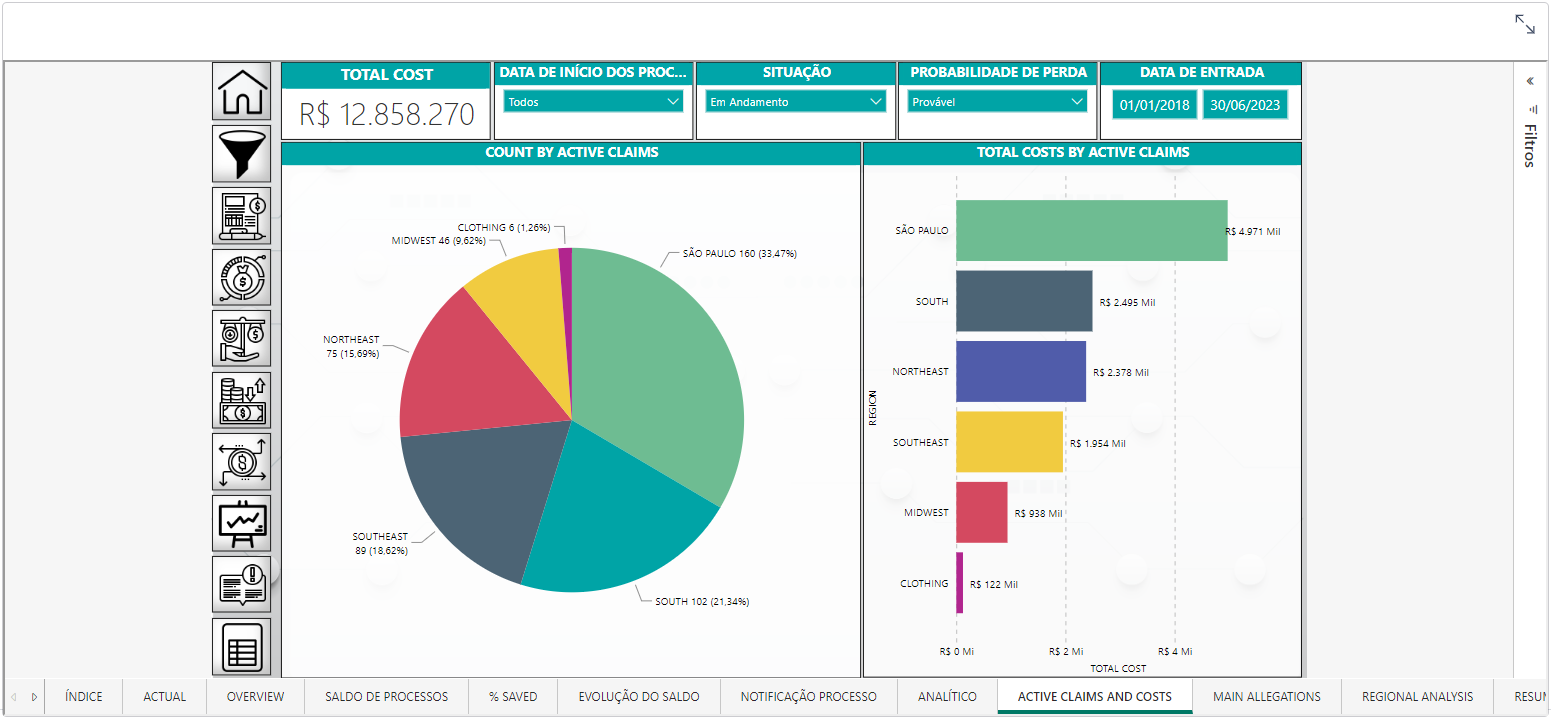 TOTAL COST
R$ 12.858.270
DATA DE INÍCIO DOS PROC...
Todos
SITUAÇÃO
Em Andamento
PROBABILIDADE DE PERDA
Provável
DATA DE ENTRADA
01/01/2018
30/06/2023
Filtros
COUNT BY ACTIVE CLAIMS
CLOTHING 6 (1,26%)
MIDWEST 46 (9,62%)
SÃO PAULO 160 (33,47%)
NORTHEAST
75 (15,69%)
SOUTHEAST
89 (18,62%)
SOUTH 102 (21,34%)
TOTAL COSTS BY ACTIVE CLAIMS
REGION
SÃO PAULO
R$ 4.971 Mil
SOUTH
R$ 2.495 Mil
NORTHEAST
R$ 2.378 Mil
SOUTHEAST
R$ 1.954 Mil
MIDWEST
R$ 938 Mil
CLOTHING
R$ 122 Mil
R$ 0 Mi
R$ 2 Mi
R$ 4 Mi
TOTAL COST
ÍNDICE
ACTUAL
OVERVIEW
SALDO DE PROCESSOS
% SAVED
EVOLUÇÃO DO SALDO
NOTIFICAÇÃO PROCESSO
ANALÍTICO
ACTIVE CLAIMS AND COSTS
MAIN ALLEGATIONS
REGIONAL ANALYSIS